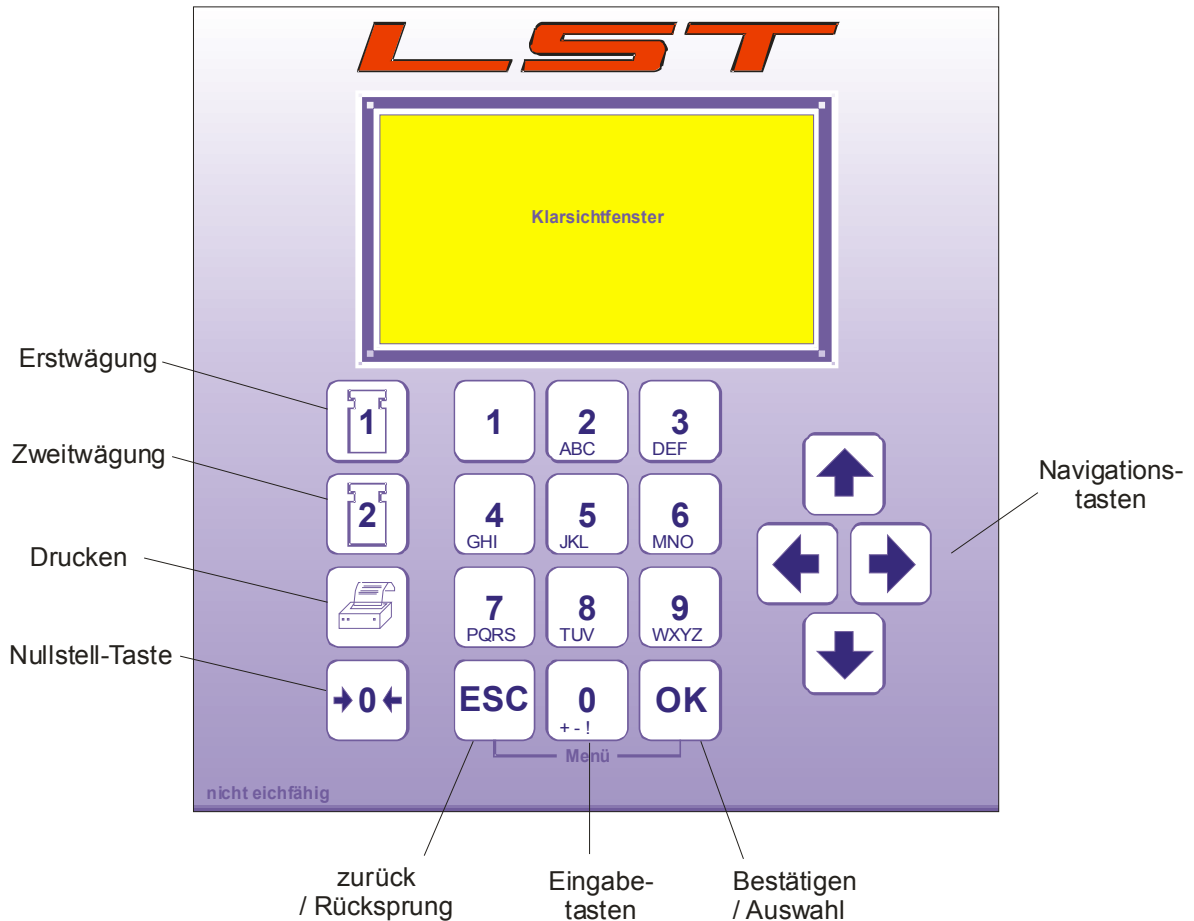 LST
Klarsichtfenster
Erstwägung
1
1
2
ABC
3
DEF
Zweitwägung
2
4
GHI
5
JKL
6
MNO
Navigations-
tasten
Drucken
7
PQRS
8
TUV
9
WXYZ
Nullstell-Taste
0
ESC
0
+ - !
OK
Menü
nicht eichfähig
zurück
/ Rücksprung
Eingabe-
tasten
Bestätigen
/ Auswahl